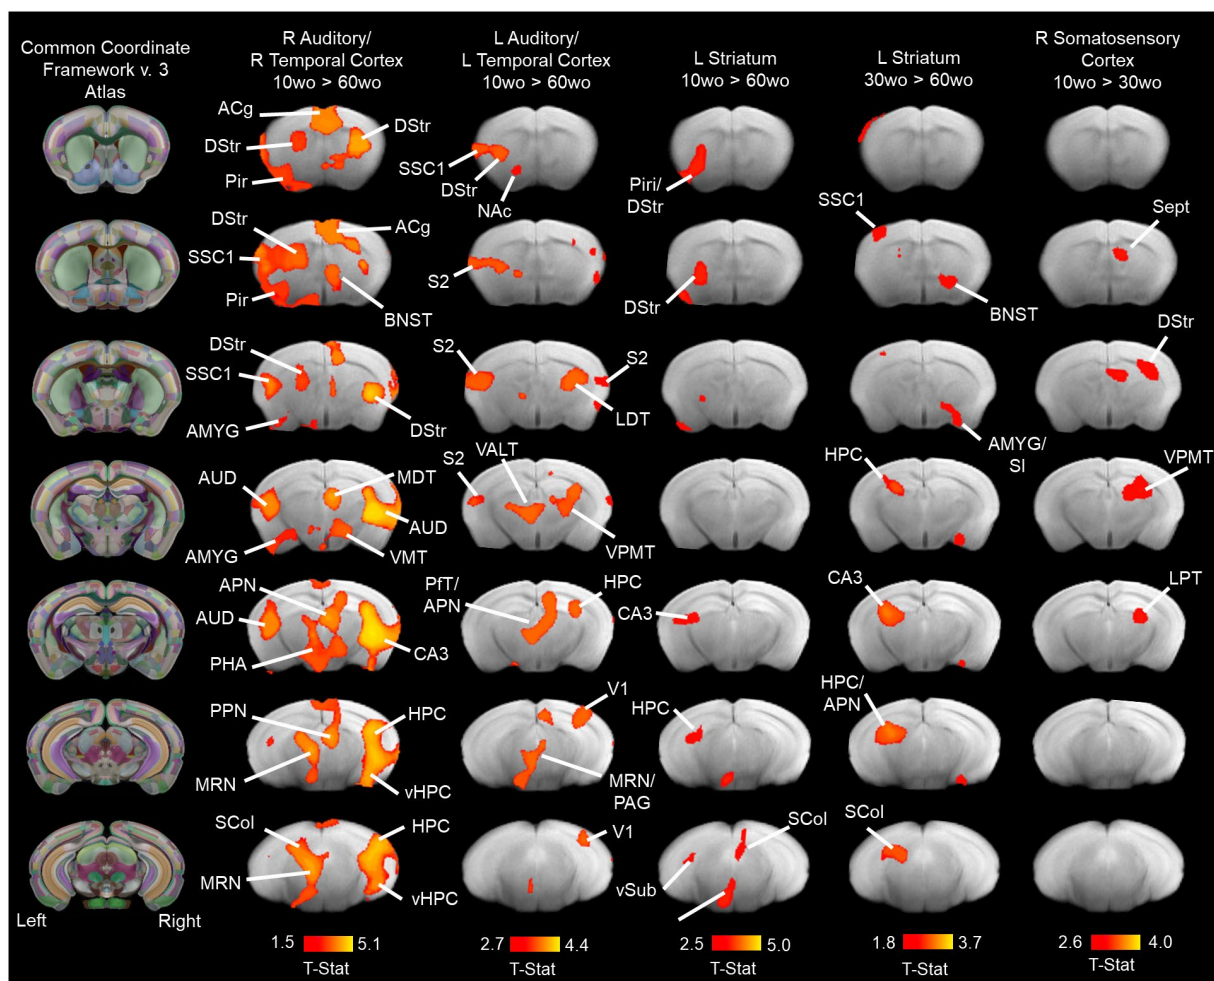 Common Coordinate
Framework v. 3
Atlas
R Auditory/
R Temporal Cortex
10wo > 60wo
L Auditory/
L Temporal Cortex
10wo > 60wo
L Striatum
10wo > 60wo
L Striatum
30wo > 60wo
R Somatosensory
Cortex
10wo > 30wo
ACg
DStr
DStr
Pir
SSC1
DStr
NAc
Piri/
DStr
DStr
ACg
SSC1
Pir
BNST
S2
DStr
SSC1
BNST
Sept
DStr
SSC1
AMYG
DStr
S2
S2
LDT
AMYG/
SI
DStr
AUD
MDT
AUD
AMYG
VMT
S2
VALT
VPMT
HPC
VPMT
APN
AUD
PHA
CA3
PfT/
APN
HPC
CA3
CA3
LPT
PPN
HPC
MRN
vHPC
V1
MRN/
PAG
HPC
HPC/
APN
SCol
HPC
MRN
vHPC
V1
SCol
vSub
SCol
Left
Right
1.5
5.1
T-Stat
2.7
4.4
T-Stat
2.5
5.0
T-Stat
1.8
3.7
T-Stat
2.6
4.0
T-Stat